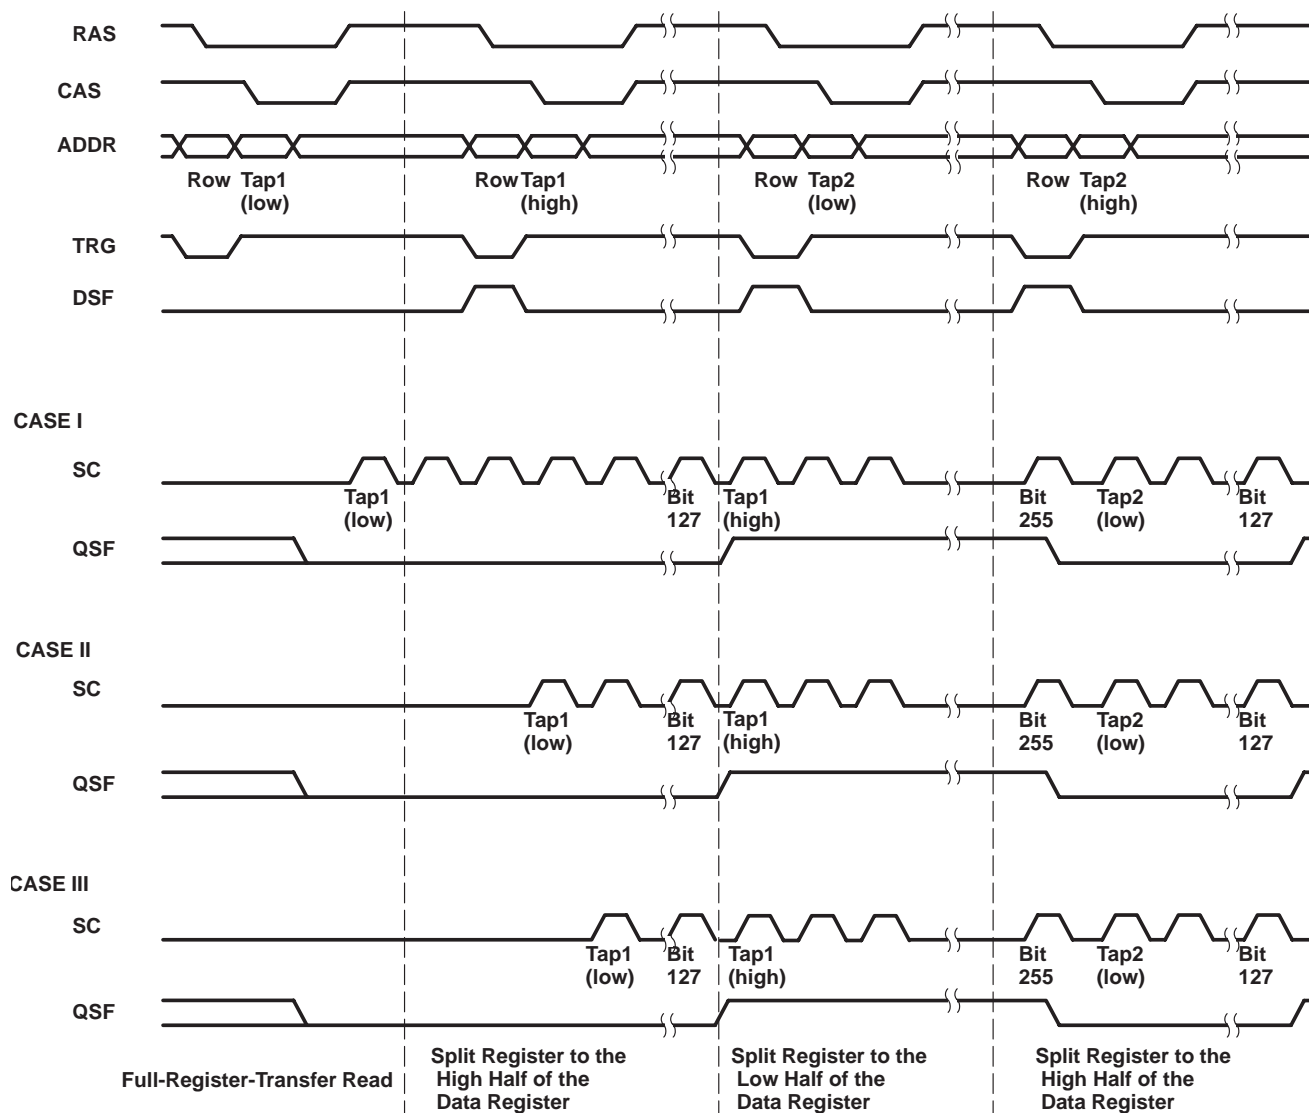 RAS
CAS
ADDR
Row Tap1 Row Tap1 Row Tap2 Row Tap2
(low) (high) (low) (high)
TRG
DSF
CASE I
SC
Tap1 Bit Tap1 Bit Tap2 Bit
(low) 127 (high) 255 (low) 127
QSF
CASE II
SC
Tap1 Bit Tap1 Bit Tap2 Bit
(low) 127 (high) 255 (low) 127
QSF
CASE III
SC
Tap1 Bit Tap1 Bit Tap2 Bit
(low) 127 (high) 255 (low) 127
QSF
Full-Register-Transfer Read
Split Register to the
High Half of the
Data Register
Split Register to the
Low Half of the
Data Register
Split Register to the
High Half of the
Data Register